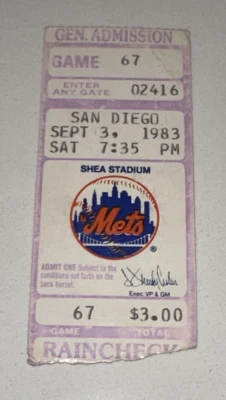 GEN. ADMISSION
GAME 67
ENTER ANY GATE 02416
SAN DIEGO
SEPT 3, 1983
SAT 7:35 PM
SHEA STADIUM
Mets
ADMIT ONE Subject to the
conditions set forth on the
back hereof.
Exec VP & GM
67 $3.00
GAME TOTAL
RAINCHECK